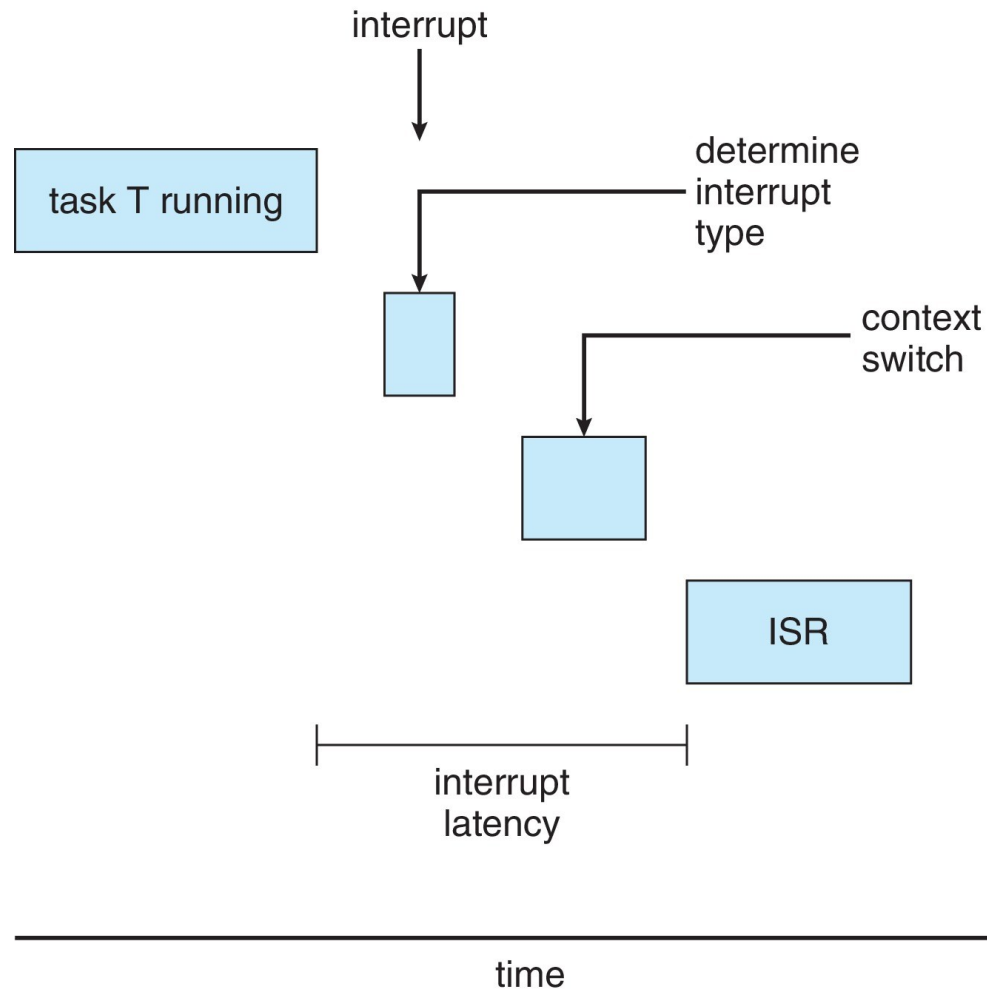 interrupt
task T running
determine
interrupt
type
context
switch
ISR
interrupt
latency
time